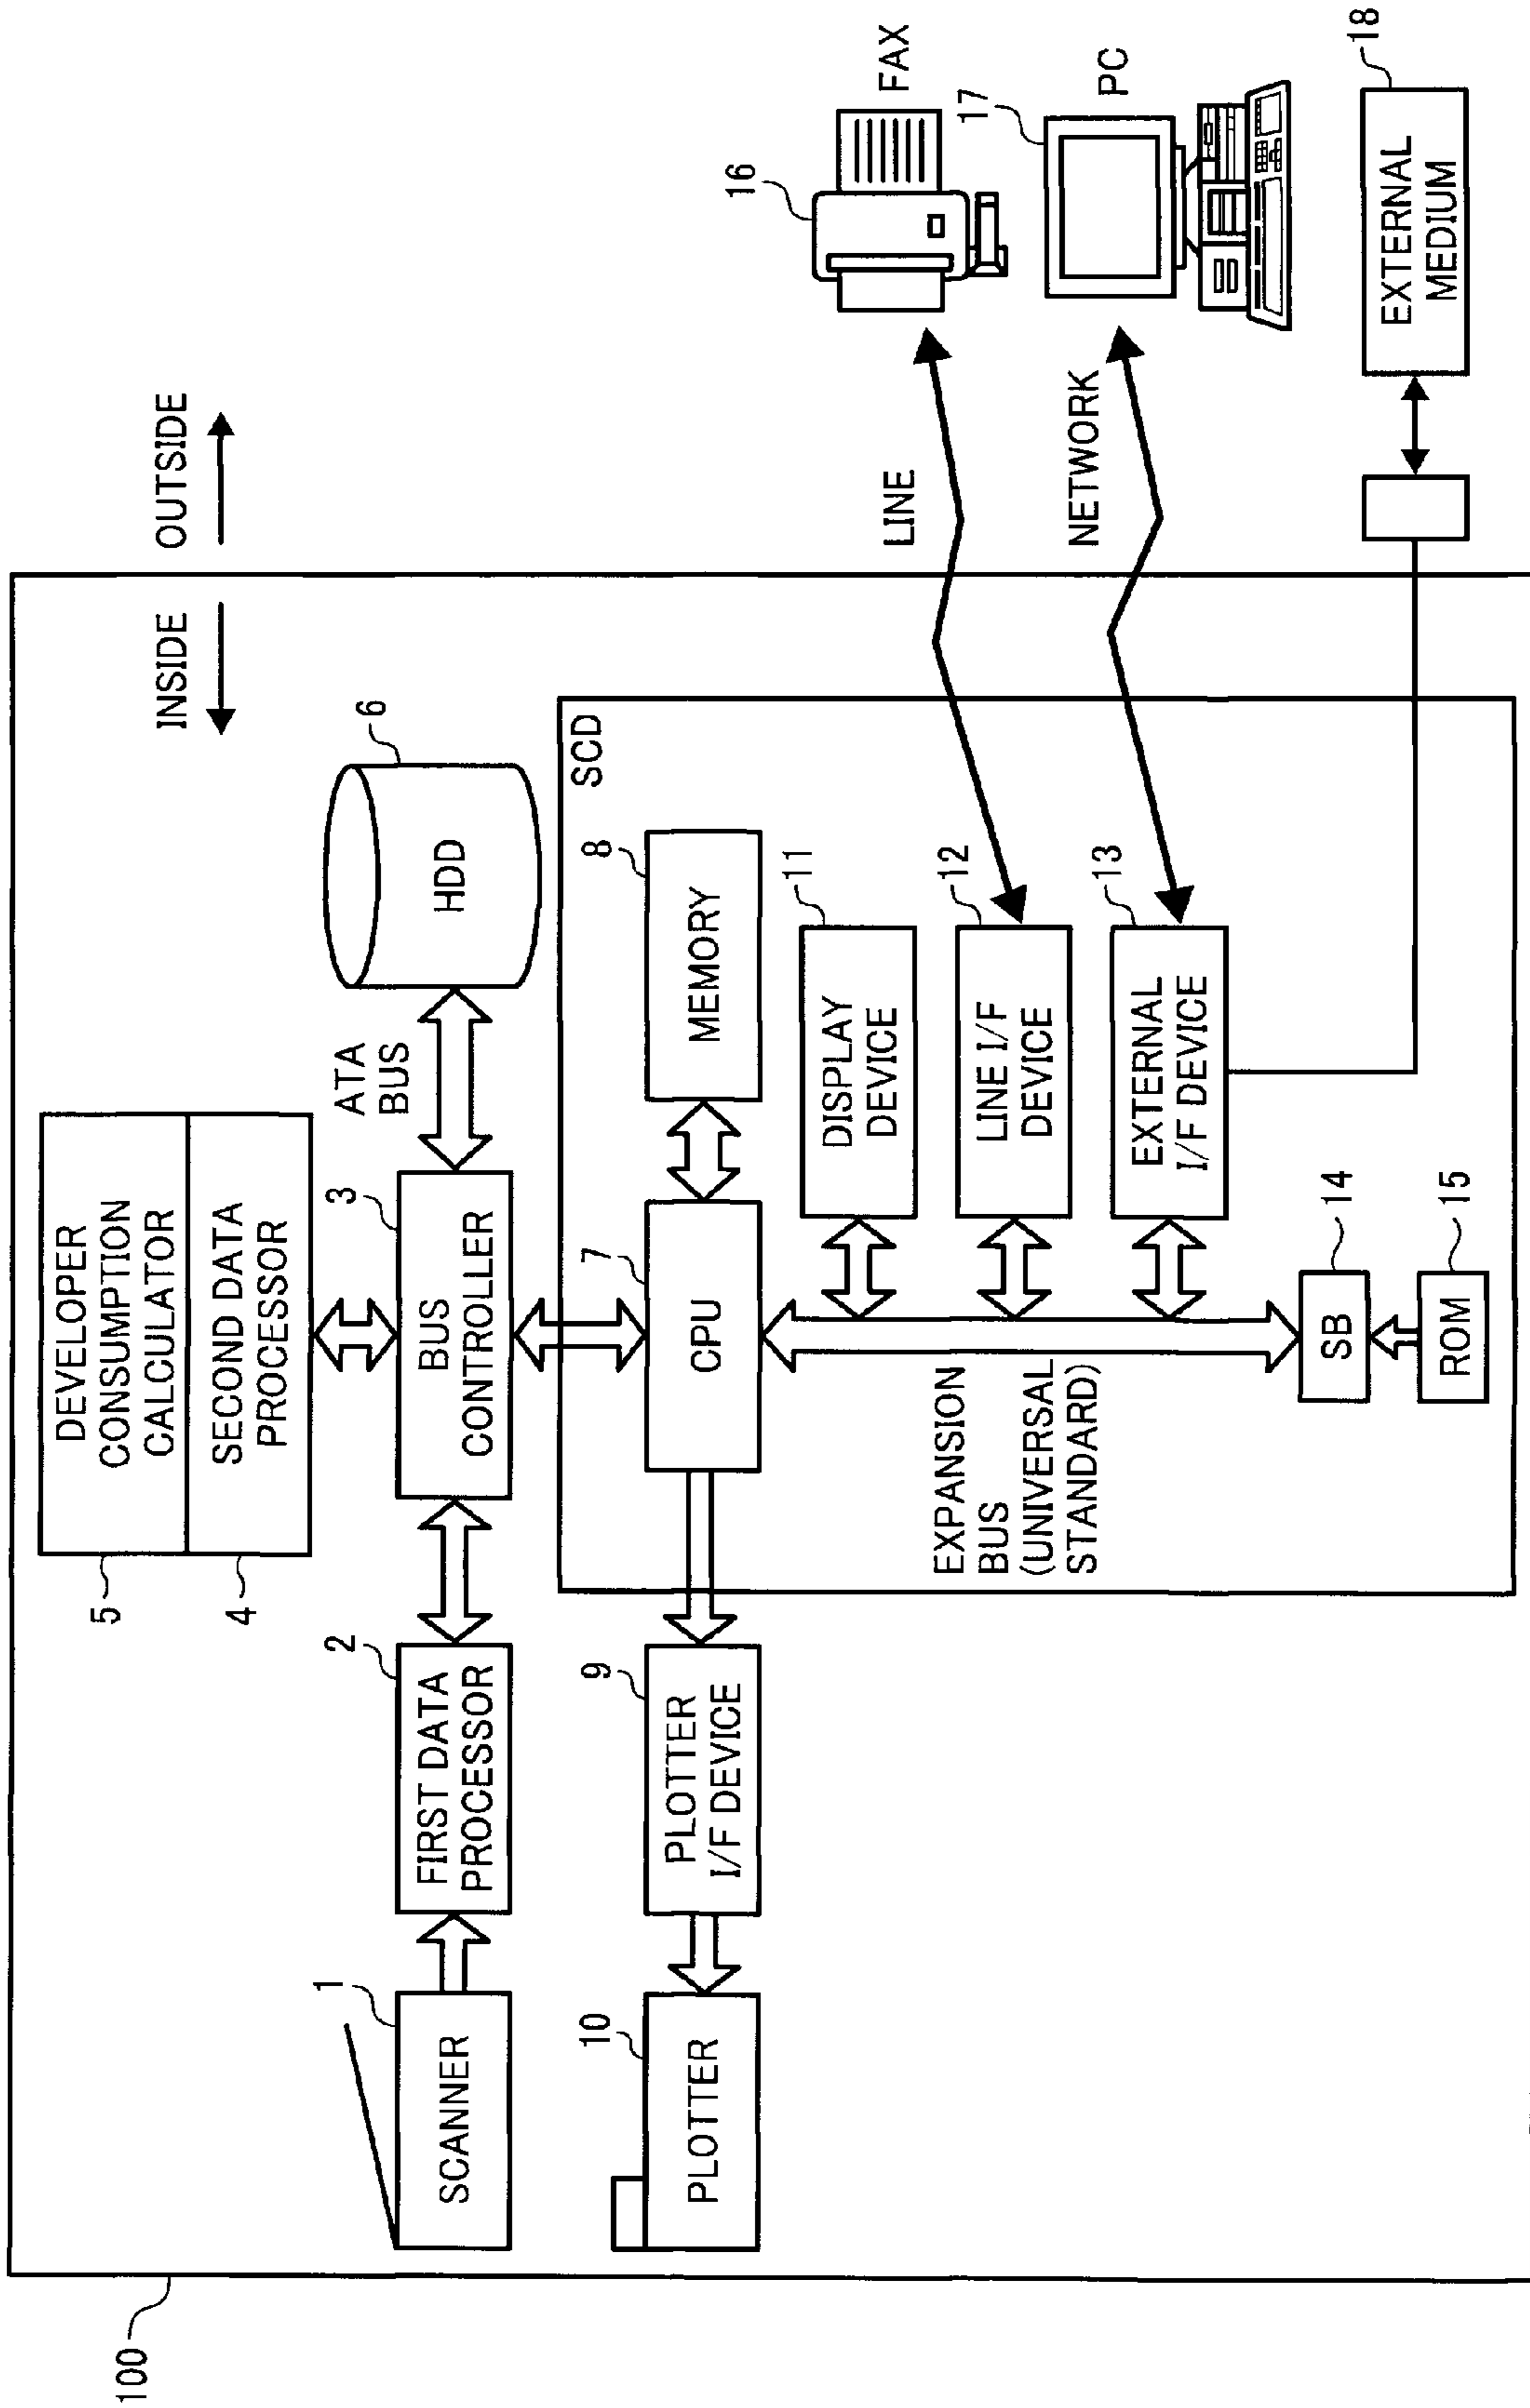 100
INSIDE
OUTSIDE
5
DEVELOPER
CONSUMPTION
CALCULATOR
4
SECOND DATA
PROCESSOR
1
SCANNER
2
FIRST DATA
PROCESSOR
3
BUS
CONTROLLER
ATA
BUS
6
HDD
SCD
10
PLOTTER
9
PLOTTER
I/F DEVICE
7
CPU
8
MEMORY
11
DISPLAY
DEVICE
12
LINE I/F
DEVICE
13
EXTERNAL
I/F DEVICE
EXPANSION
BUS
(UNIVERSAL
STANDARD)
SB
14
ROM
15
LINE
16
FAX
NETWORK
17
PC
18
EXTERNAL
MEDIUM